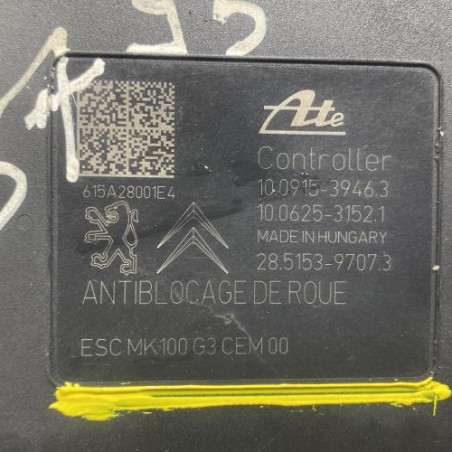 95
Ate
Controller
615A28001E4
10.0915-3946.3
10.0625-3152.1
MADE IN HUNGARY
28.5153-9707.3
ANTIBLOCAGE DE ROUE
ESC MK100 G3 CEM 00